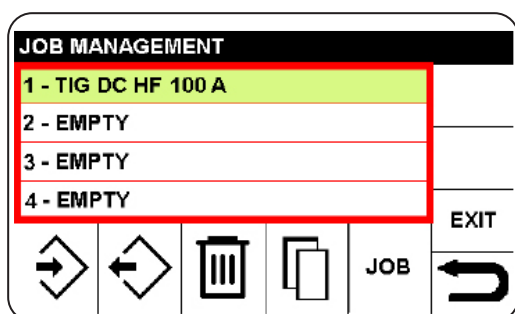 JOB MANAGEMENT
1 - TIG DC HF 100 A
2 - EMPTY
3 - EMPTY
4 - EMPTY
EXIT
JOB